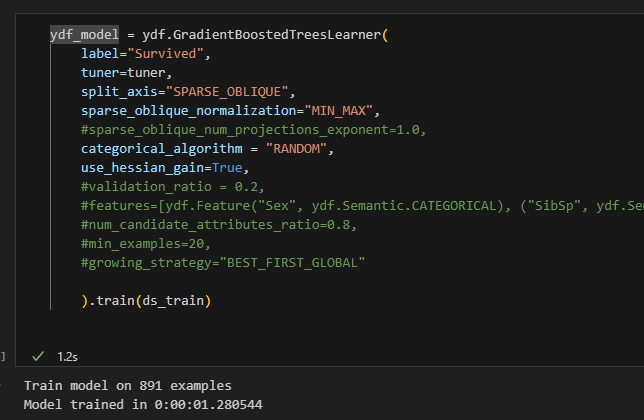 ydf_model = ydf.GradientBoostedTreesLearner(
label="Survived",
tuner=tuner,
split_axis="SPARSE_OBLIQUE",
sparse_oblique_normalization="MIN_MAX",
#sparse_oblique_num_projections_exponent=1.0,
categorical_algorithm = "RANDOM",
use_hessian_gain=True,
#validation_ratio = 0.2,
#features=[ydf.Feature("Sex", ydf.Semantic.CATEGORICAL), ("SibSp", ydf.Se
#num_candidate_attributes_ratio=0.8,
#min_examples=20,
#growing_strategy="BEST_FIRST_GLOBAL"
).train(ds_train)
] ✓ 1.2s
Train model on 891 examples
Model trained in 0:00:01.280544